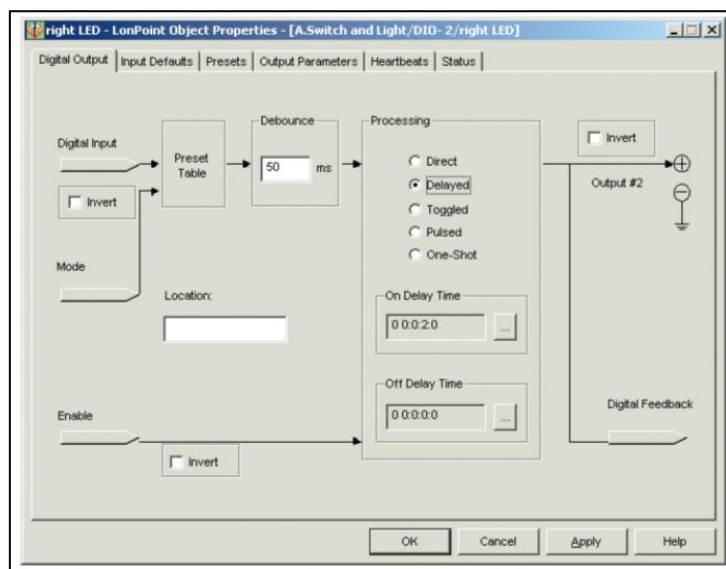 right LED - LonPoint Object Properties - [A.Switch and Light/DIO- 2/right LED]
Digital Output Input Defaults Presets Output Parameters Heartbeats Status
Digital Input
Invert
Mode
Preset
Table
Debounce
50 ms
Location:
Enable
Invert
Processing
Direct
Delayed
Toggled
Pulsed
One-Shot
On Delay Time
0 0:0:2:0 ...
Off Delay Time
0 0:0:0:0 ...
Invert
Output #2
Digital Feedback
OK Cancel Apply Help